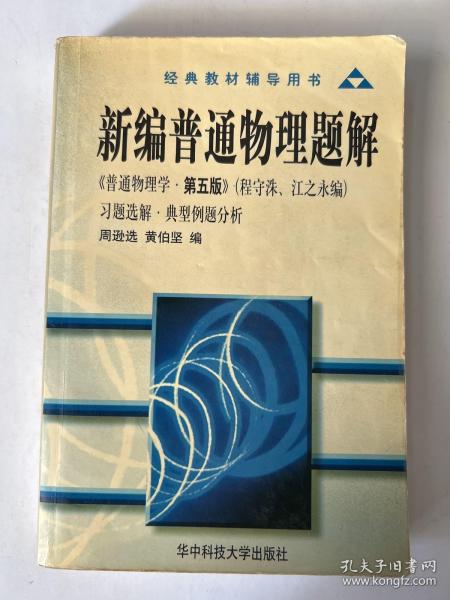 经典教材辅导用书
新编普通物理题解
《普通物理学·第五版》(程守洙、江之永编)
习题选解·典型例题分析
周逊选 黄伯坚 编
华中科技大学出版社
孔夫子旧书网
www.kongfz.com